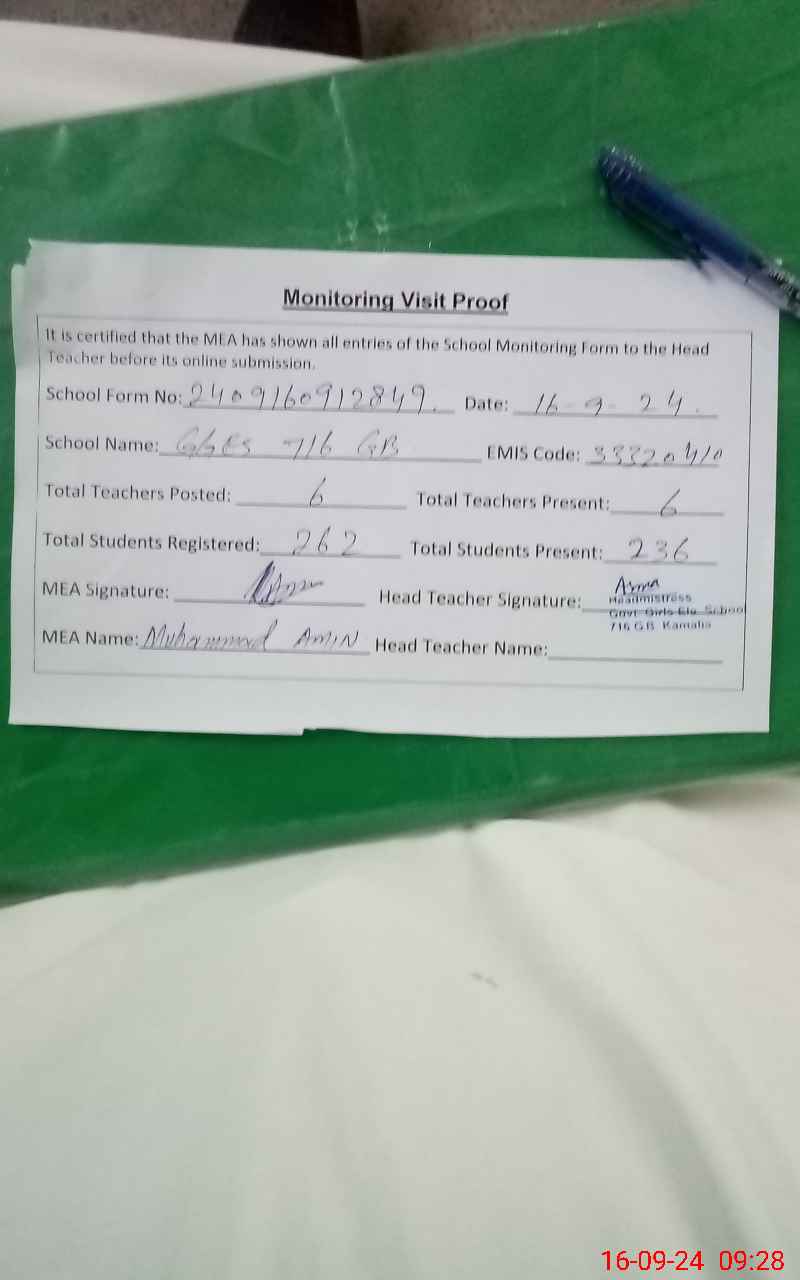 Monitoring Visit Proof
It is certified that the MEA has shown all entries of the School Monitoring Form to the Head
Teacher before its online submission.
School Form No: 2409160912849. Date: 16-9-24.
School Name: GGES 716 GB EMIS Code: 33320410
Total Teachers Posted: 6 Total Teachers Present: 6
Total Students Registered: 262 Total Students Present: 236
MEA Signature: Head Teacher Signature: Asma
Headmistress
Govt Girls Ele School
716 GB Kamalia
MEA Name: Muhammad AMIN Head Teacher Name:
16-09-24 09:28